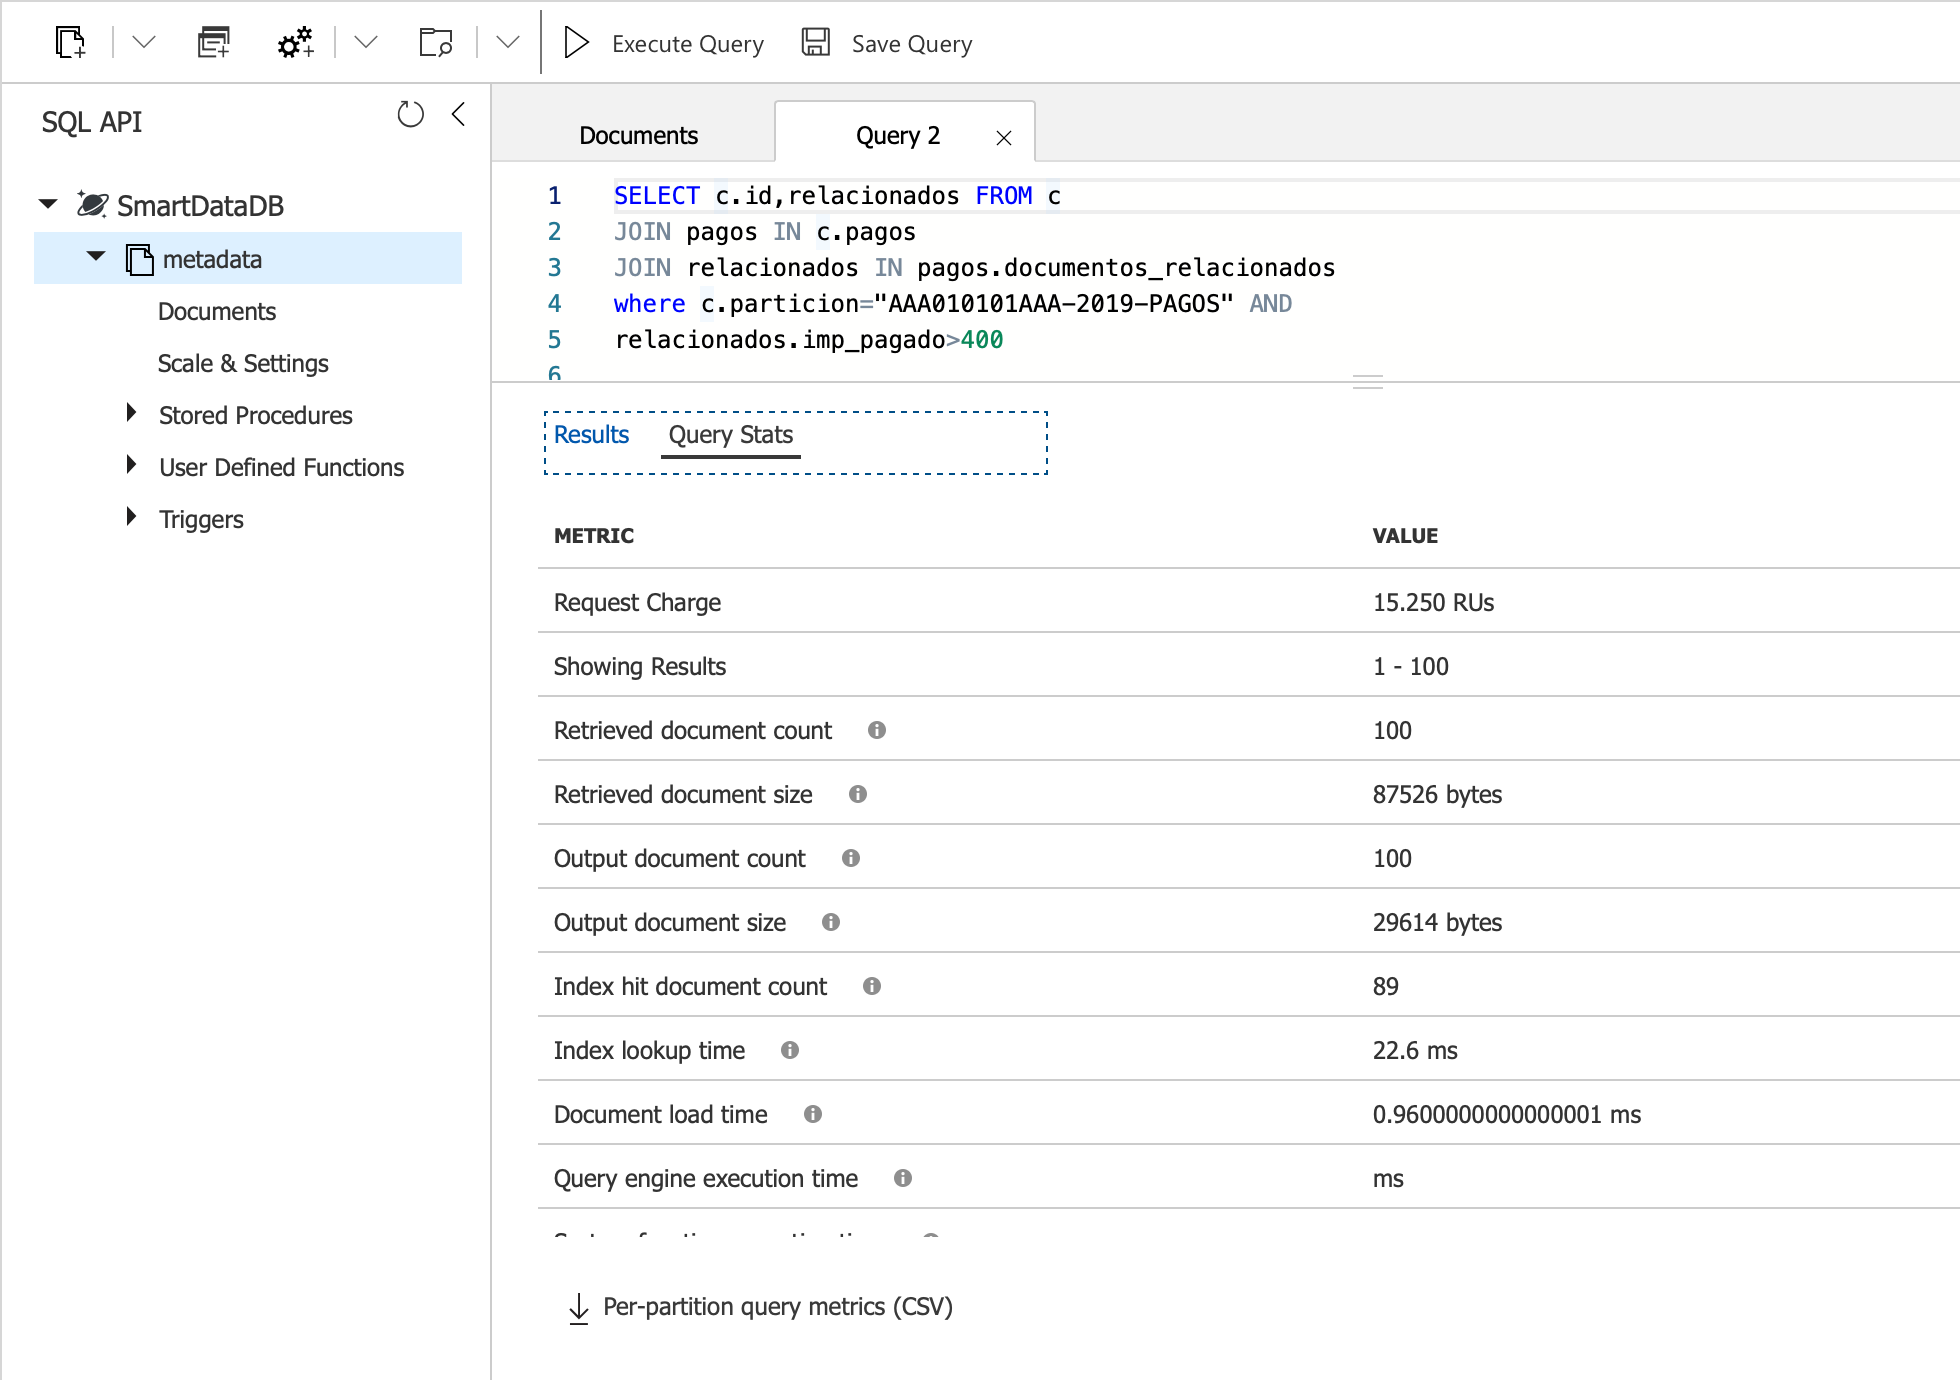 Execute Query
Save Query
SQL API
SmartDataDB
metadata
Documents
Scale & Settings
Stored Procedures
User Defined Functions
Triggers
Documents
Query 2
1 SELECT c.id,relacionados FROM c
2 JOIN pagos IN c.pagos
3 JOIN relacionados IN pagos.documentos_relacionados
4 where c.particion="AAA010101AAA-2019-PAGOS" AND
5 relacionados.imp_pagado>400
6
Results Query Stats
METRIC VALUE
Request Charge 15.250 RUs
Showing Results 1 - 100
Retrieved document count 100
Retrieved document size 87526 bytes
Output document count 100
Output document size 29614 bytes
Index hit document count 89
Index lookup time 22.6 ms
Document load time 0.9600000000000001 ms
Query engine execution time ms
Per-partition query metrics (CSV)